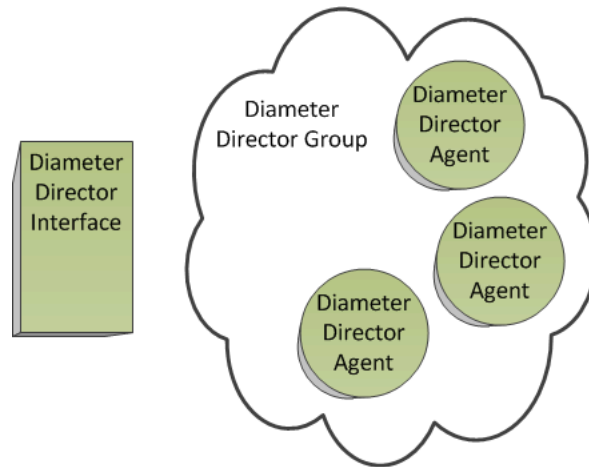 Diameter
Director
Interface
Diameter
Director Group
Diameter
Director
Agent
Diameter
Director
Agent
Diameter
Director
Agent